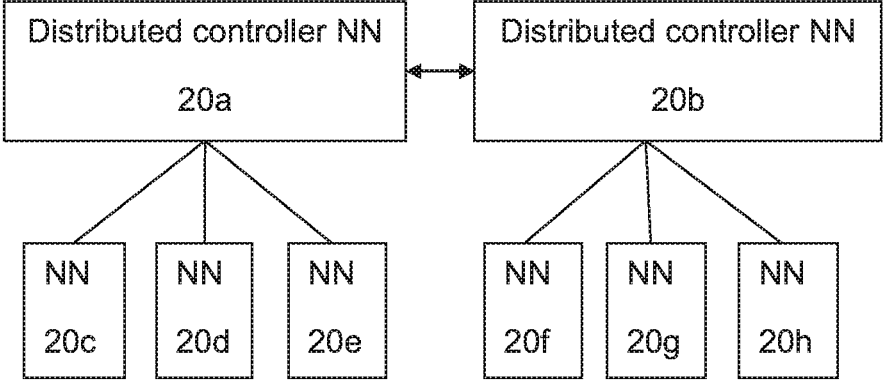 Distributed controller NN
20a
Distributed controller NN
20b
NN
20c
NN
20d
NN
20e
NN
20f
NN
20g
NN
20h